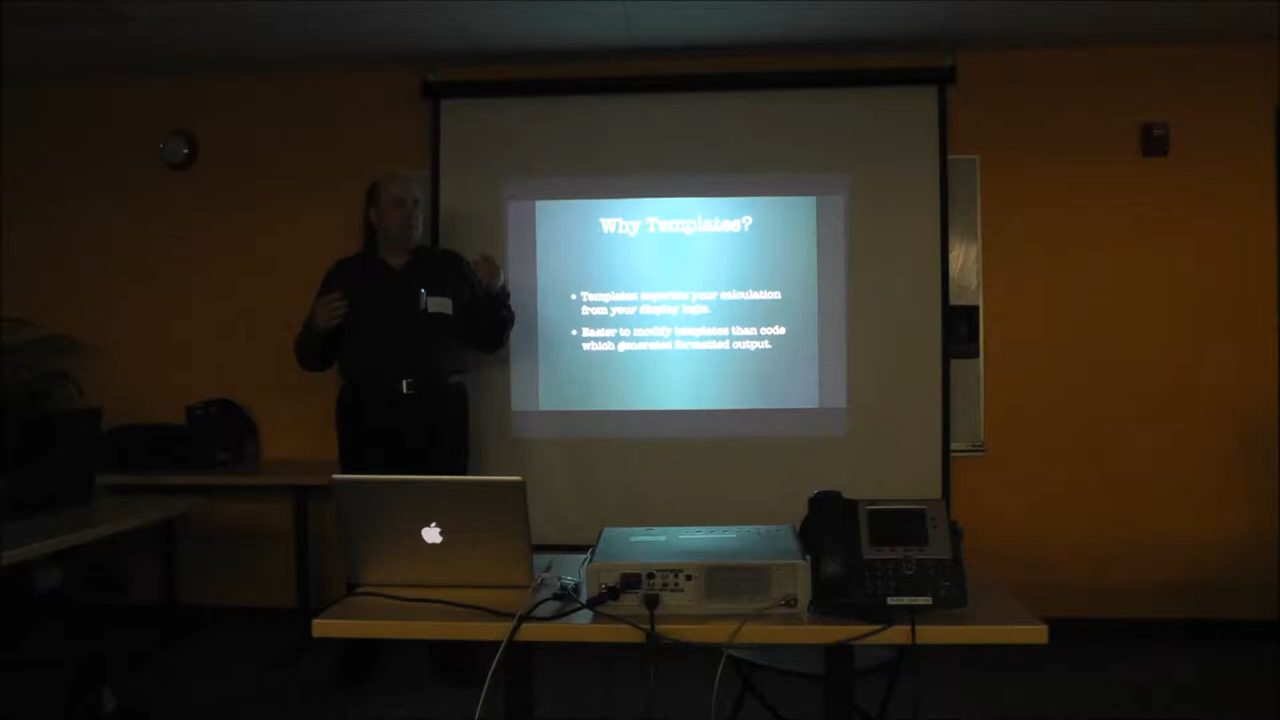 Why Templates?
• Templates separate your calculation
from your display logic.
• Easier to modify templates than code
which generates formatted output.